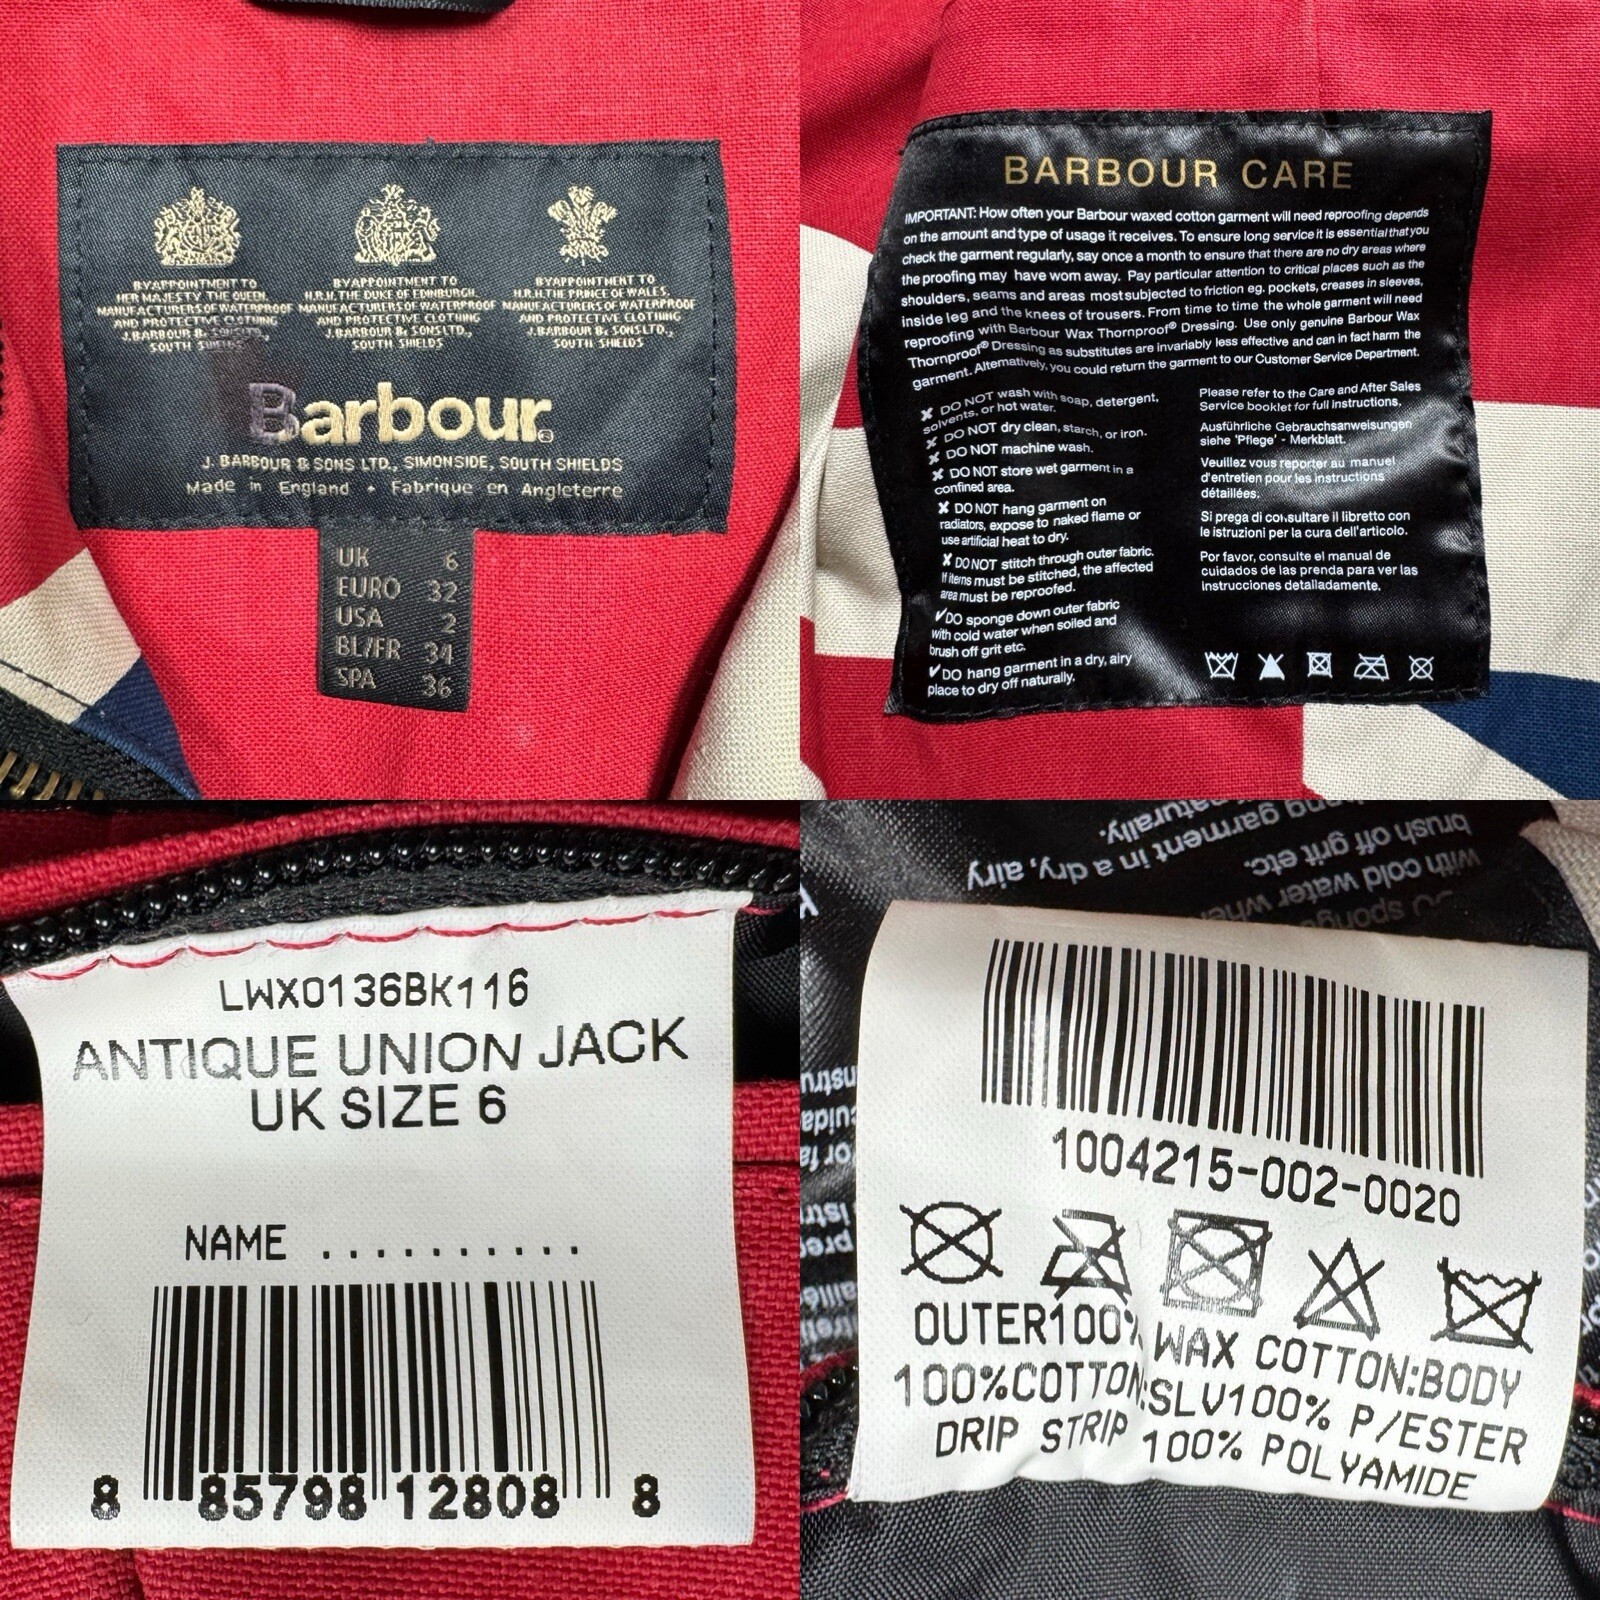 BY APPOINTMENT TO
HER MAJESTY THE QUEEN.
MANUFACTURERS OF WATERPROOF
AND PROTECTIVE CLOTHING
J.BARBOUR & SONS LTD.,
SOUTH SHIELDS
BY APPOINTMENT TO
H.R.H. THE DUKE OF EDINBURGH.
MANUFACTURERS OF WATERPROOF
AND PROTECTIVE CLOTHING
J.BARBOUR & SONS LTD.,
SOUTH SHIELDS
BY APPOINTMENT TO
H.R.H. THE PRINCE OF WALES.
MANUFACTURERS OF WATERPROOF
AND PROTECTIVE CLOTHING
J.BARBOUR & SONS LTD.,
SOUTH SHIELDS
Barbour®
J. BARBOUR & SONS LTD., SIMONSIDE, SOUTH SHIELDS
Made in England • Fabrique en Angleterre
UK 6
EURO 32
USA 2
BL/FR 34
SPA 36
BARBOUR CARE
IMPORTANT: How often your Barbour waxed cotton garment will need reproofing depends
on the amount and type of usage it receives. To ensure long service it is essential that you
check the garment regularly, say once a month to ensure that there are no dry areas where
the proofing may have worn away. Pay particular attention to critical places such as the
shoulders, seams and areas most subjected to friction eg. pockets, creases in sleeves,
inside leg and the knees of trousers. From time to time the whole garment will need
reproofing with Barbour Wax Thornproof® Dressing. Use only genuine Barbour Wax
Thornproof® Dressing as substitutes are invariably less effective and can in fact harm the
garment. Alternatively, you could return the garment to our Customer Service Department.
✘ DO NOT wash with soap, detergent,
solvents, or hot water.
✘ DO NOT dry clean, starch, or iron.
✘ DO NOT machine wash.
✘ DO NOT store wet garment in a
confined area.
✘ DO NOT hang garment on
radiators, expose to naked flame or
use artificial heat to dry.
✘ DO NOT stitch through outer fabric.
If items must be stitched, the affected
area must be reproofed.
✔DO sponge down outer fabric
with cold water when soiled and
brush off grit etc.
✔DO hang garment in a dry, airy
place to dry off naturally.
Please refer to the Care and After Sales
Service booklet for full instructions.
Ausführliche Gebrauchsanweisungen
siehe 'Pflege' - Merkblatt.
Veuillez vous reporter au manuel
d'entretien pour les instructions
détaillées.
Si prega di consultare il libretto con
le istruzioni per la cura dell'articolo.
Por favor, consulte el manual de
cuidados de las prenda para ver las
instrucciones detalladamente.
LWX0136BK116
ANTIQUE UNION JACK
UK SIZE 6
NAME ..........
8 85798 12808 8
naturally.
hang garment in a dry, airy
brush off grit etc.
with cold water
1004215-002-0020
OUTER100% WAX COTTON:BODY
100%COTTON:SLV100% P/ESTER
DRIP STRIP 100% POLYAMIDE